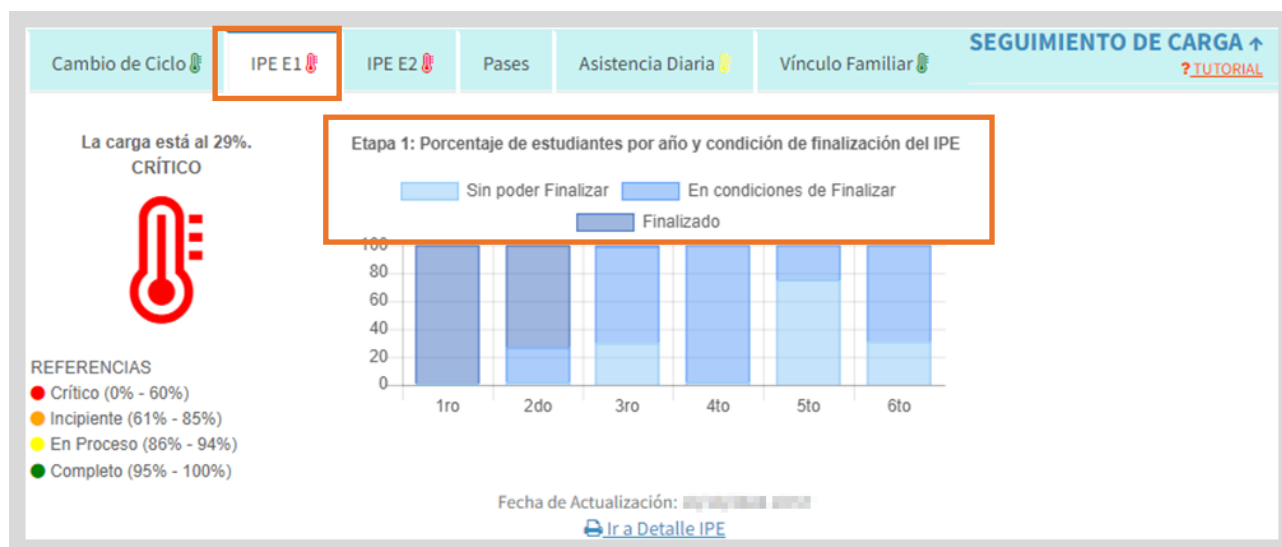 Cambio de Ciclo
IPE E1
IPE E2
Pases
Asistencia Diaria
Vínculo Familiar
SEGUIMIENTO DE CARGA ↑
? TUTORIAL
La carga está al 29%.
CRÍTICO
REFERENCIAS
Crítico (0% - 60%)
Incipiente (61% - 85%)
En Proceso (86% - 94%)
Completo (95% - 100%)
Etapa 1: Porcentaje de estudiantes por año y condición de finalización del IPE
Sin poder Finalizar
En condiciones de Finalizar
Finalizado
100
80
60
40
20
0
1ro 2do 3ro 4to 5to 6to
Fecha de Actualización:
Ir a Detalle IPE